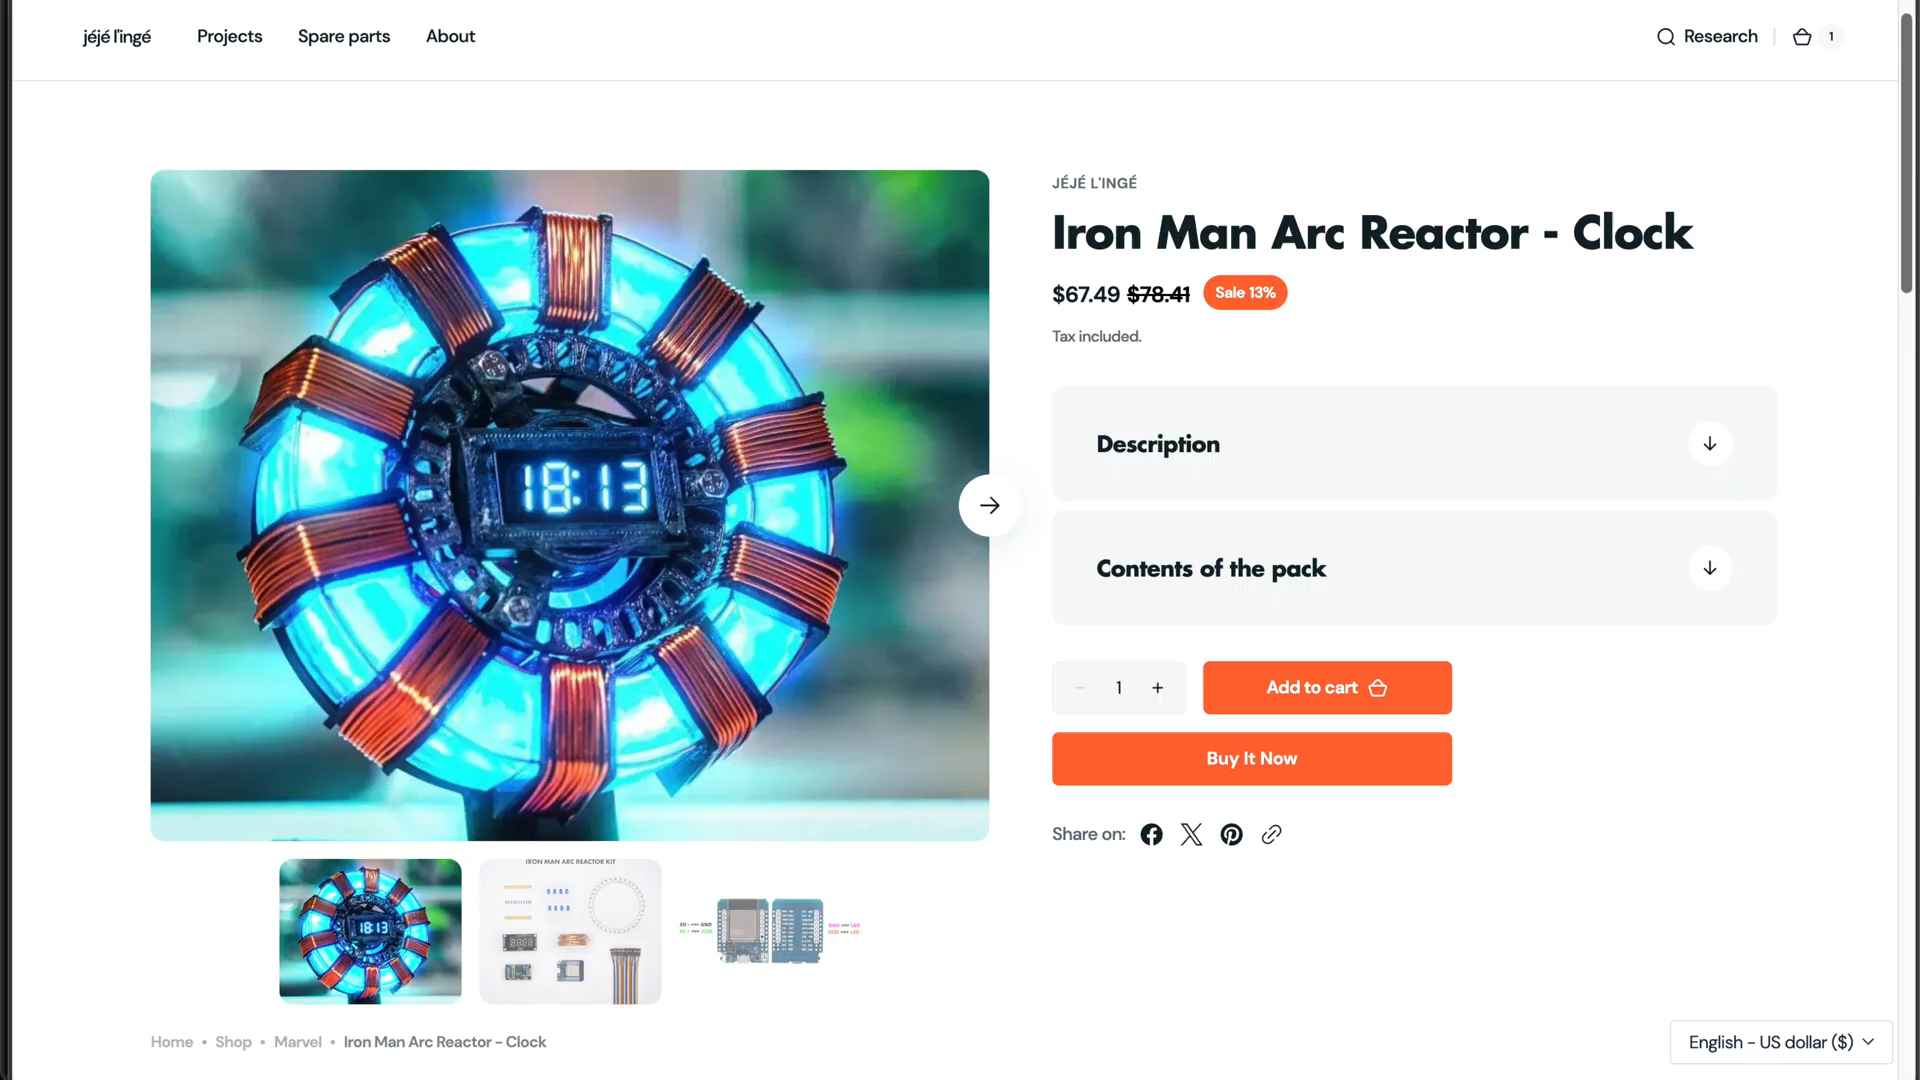 jéjé l'ingé
Projects
Spare parts
About
Research
1
18:13
JÉJÉ L'INGÉ
Iron Man Arc Reactor - Clock
$67.49 $78.41 Sale 13%
Tax included.
Description
Contents of the pack
1
Add to cart
Buy It Now
Share on:
18:13
IRON MAN ARC REACTOR KIT
Home • Shop • Marvel • Iron Man Arc Reactor - Clock
English - US dollar ($)